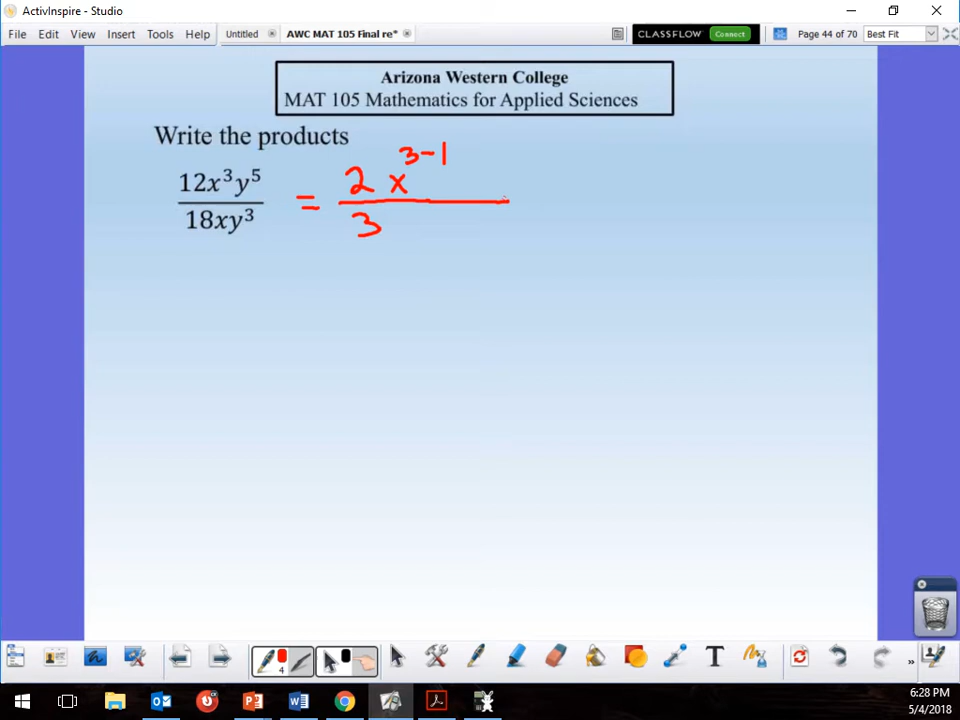 ActivInspire - Studio
File Edit View Insert Tools Help Untitled AWC MAT 105 Final re* CLASSFLOW Connect Page 44 of 70 Best Fit
Arizona Western College
MAT 105 Mathematics for Applied Sciences
Write the products
12x³y⁵ / 18xy³ = 2 x³⁻¹ / 3
4
T
»
6:28 PM
5/4/2018